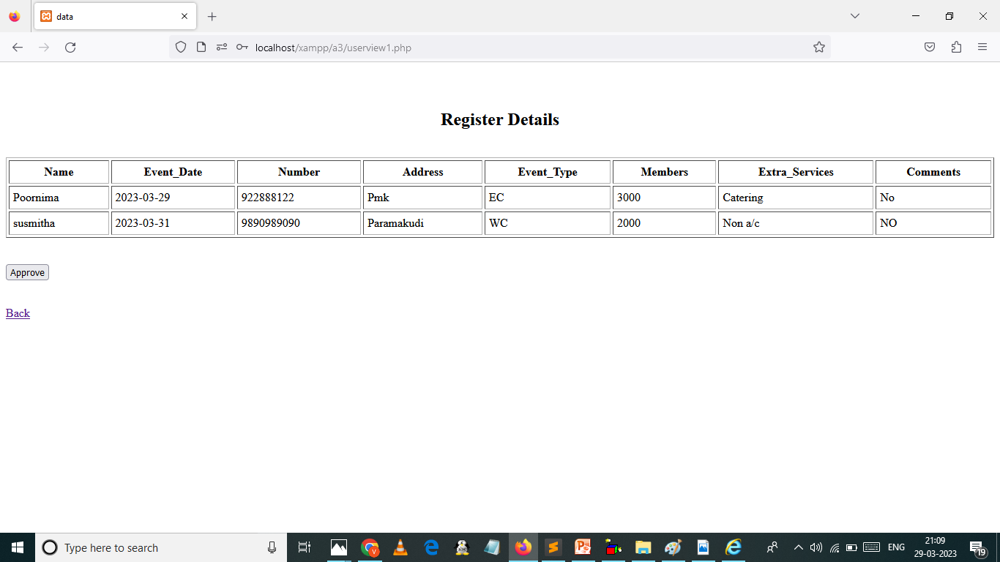 data
localhost/xampp/a3/userview1.php
Register Details
Name Event_Date Number Address Event_Type Members Extra_Services Comments
Poornima 2023-03-29 922888122 Pmk EC 3000 Catering No
susmitha 2023-03-31 9890989090 Paramakudi WC 2000 Non a/c NO
Approve
Back
Type here to search
V
ENG
21:09
29-03-2023
19